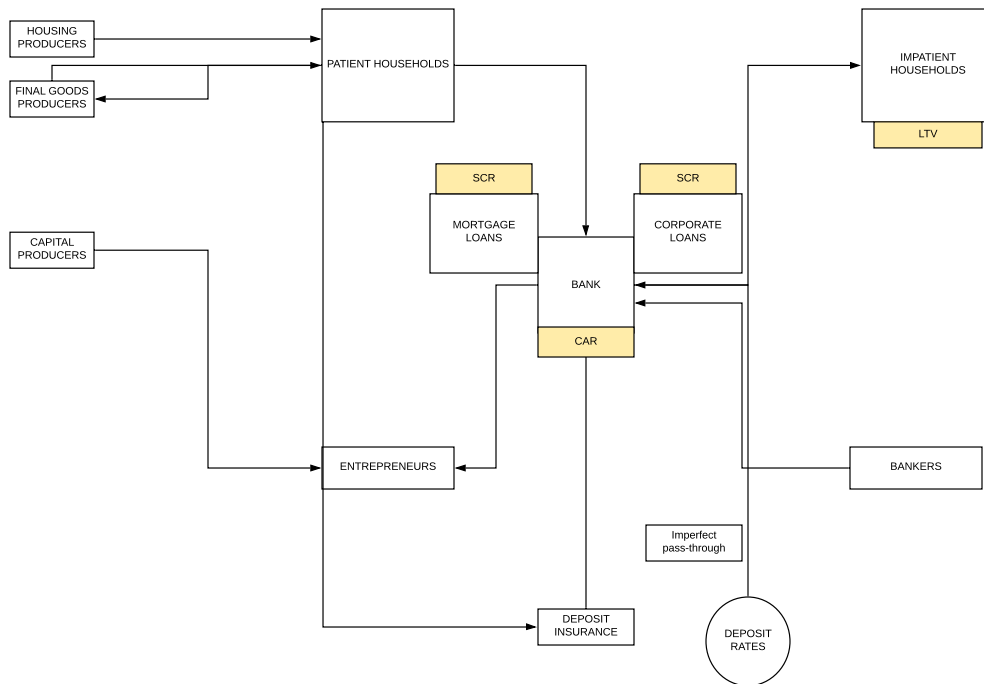 HOUSING
PRODUCERS
PATIENT HOUSEHOLDS
IMPATIENT
HOUSEHOLDS
FINAL GOODS
PRODUCERS
LTV
SCR
SCR
MORTGAGE
LOANS
CORPORATE
LOANS
CAPITAL
PRODUCERS
BANK
CAR
ENTREPRENEURS
BANKERS
Imperfect
pass-through
DEPOSIT
INSURANCE
DEPOSIT
RATES